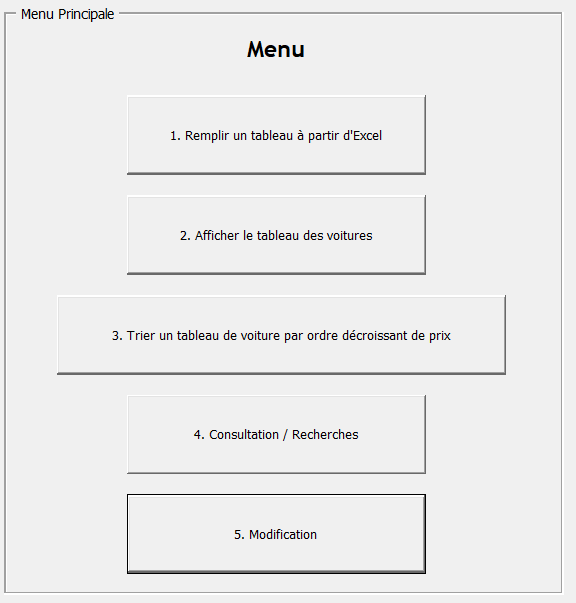 Menu Principale
Menu
1. Remplir un tableau à partir d'Excel
2. Afficher le tableau des voitures
3. Trier un tableau de voiture par ordre décroissant de prix
4. Consultation / Recherches
5. Modification